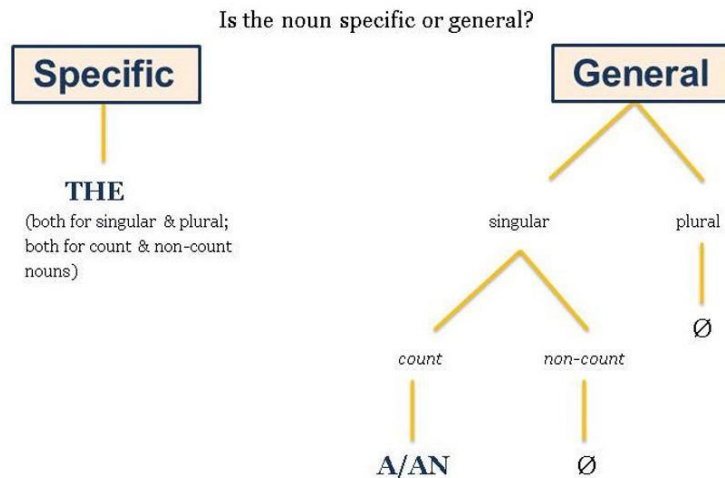 Is the noun specific or general?
Specific
General
THE
(both for singular & plural;
both for count & non-count
nouns)
singular
plural
Ø
count
non-count
A/AN
Ø